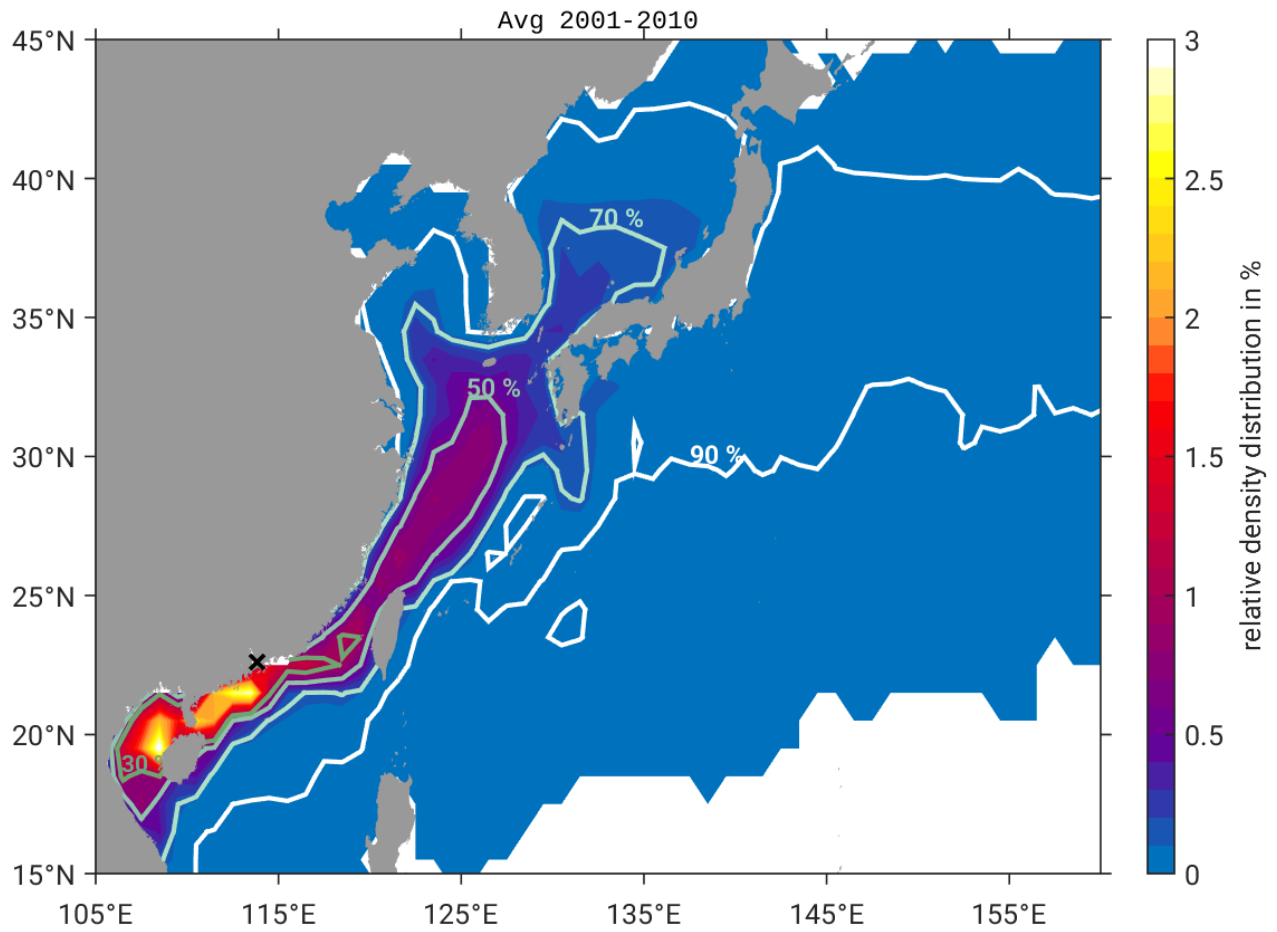 Avg 2001-2010
45°N
40°N
35°N
30°N
25°N
20°N
15°N
105°E
115°E
125°E
135°E
145°E
155°E
70 %
50 %
90 %
30 %
3
2.5
2
1.5
1
0.5
0
relative density distribution in %